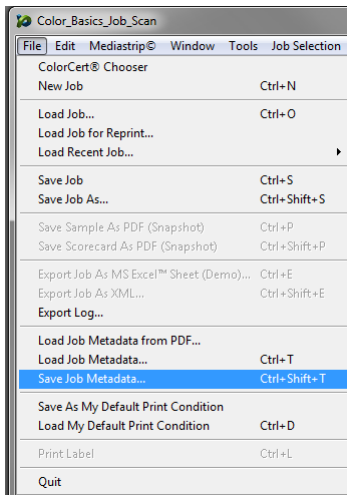 Color_Basics_Job_Scan
File Edit Mediastrip© Window Tools Job Selection
ColorCert® Chooser
New Job Ctrl+N
Load Job... Ctrl+O
Load Job for Reprint...
Load Recent Job...
Save Job Ctrl+S
Save Job As... Ctrl+Shift+S
Save Sample As PDF (Snapshot) Ctrl+P
Save Scorecard As PDF (Snapshot) Ctrl+Shift+P
Export Job As MS Excel™ Sheet (Demo)... Ctrl+E
Export Job As XML... Ctrl+Shift+E
Export Log...
Load Job Metadata from PDF...
Load Job Metadata... Ctrl+T
Save Job Metadata... Ctrl+Shift+T
Save As My Default Print Condition
Load My Default Print Condition Ctrl+D
Print Label Ctrl+L
Quit